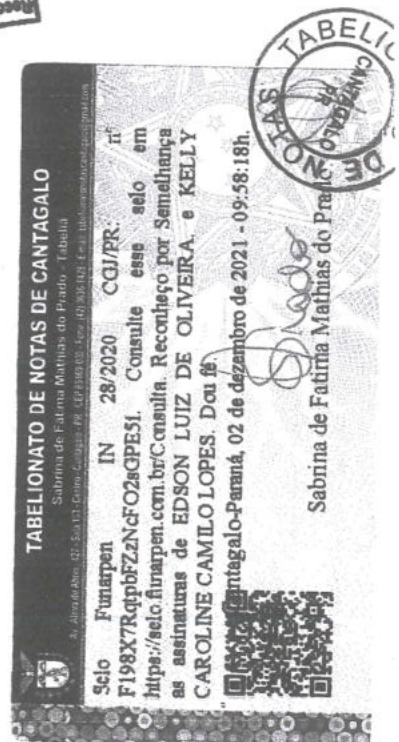 TABELIONATO DE NOTAS DE CANTAGALO
Sabrina de Fatima Mathias do Prado - Tabeliã
Selo Funarpen IN 28/2020 CGJ/PR: nº
F198X7RqtpbFZzNcFO2sGPE51. Consulte esse selo em
https://selo.funarpen.com.br/Consulta. Reconheço por Semelhança
as assinaturas de EDSON LUIZ DE OLIVEIRA, e KELLY
CAROLINE CAMILO LOPES. Dou fé.
Cantagalo-Paraná, 02 de dezembro de 2021 - 09:58:18h.
Sabrina de Fatima Mathias do Prado
TABELI
DE NOTAS
CANTAGALO
PR